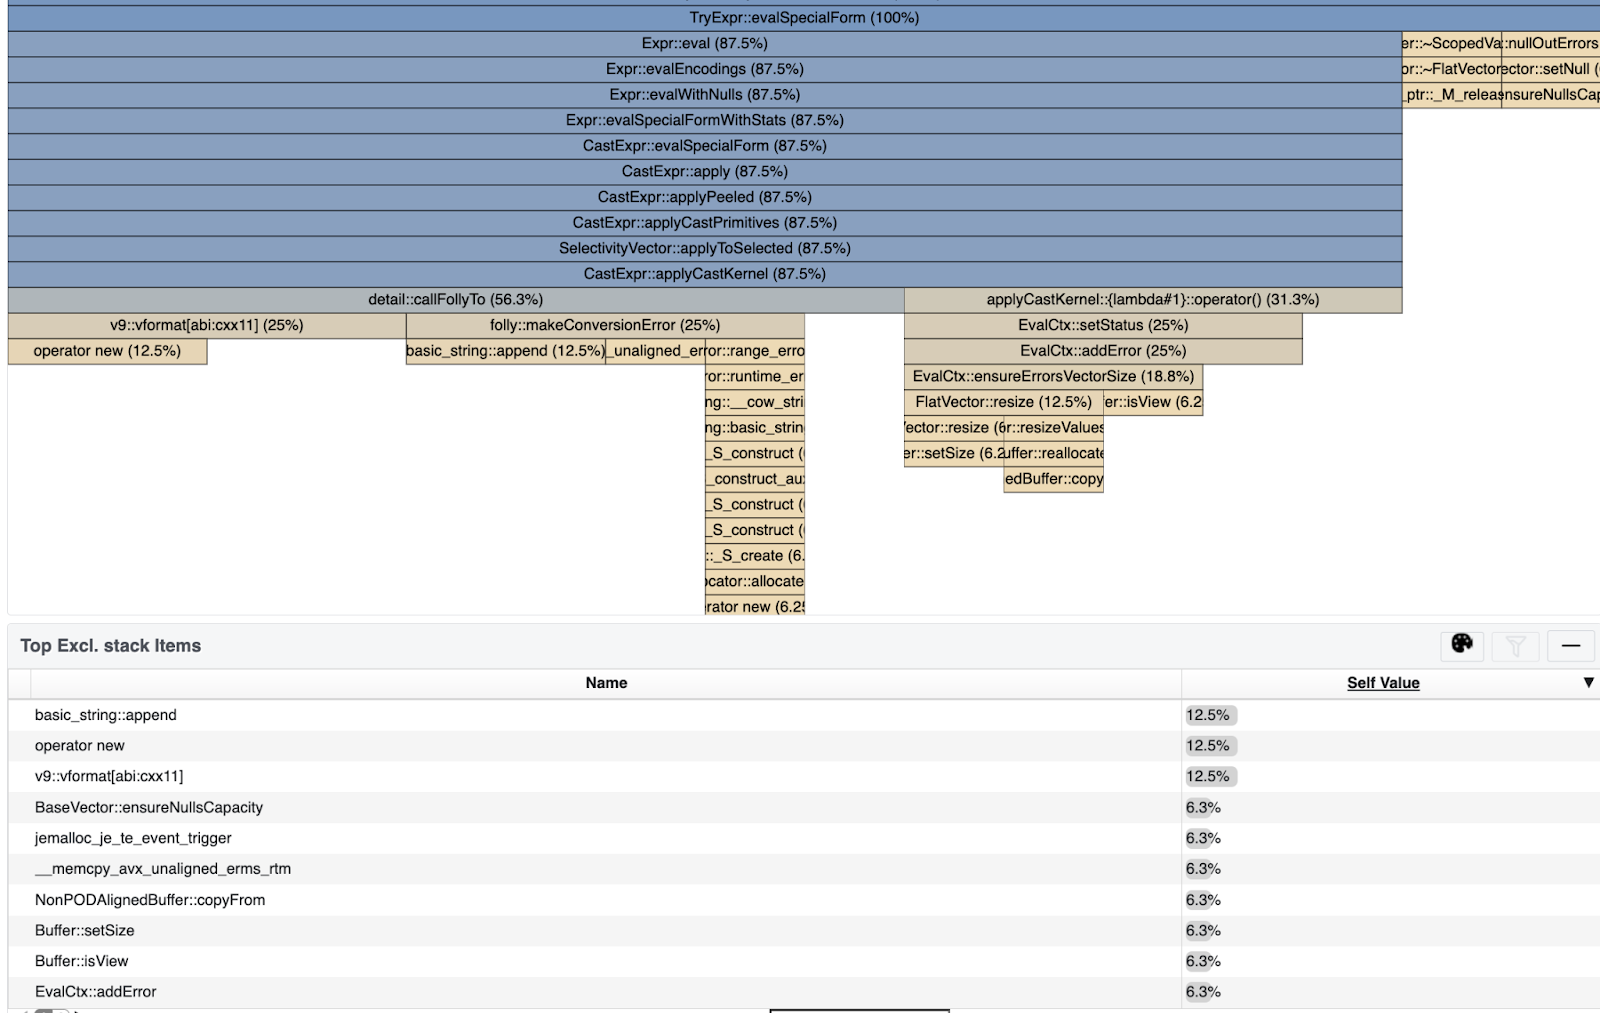 TryExpr::evalSpecialForm (100%)
Expr::eval (87.5%) er::~ScopedVa ::nullOutErrors
Expr::evalEncodings (87.5%) or::~FlatVector ector::setNull (
Expr::evalWithNulls (87.5%) _ptr::_M_releas nsureNullsCap
Expr::evalSpecialFormWithStats (87.5%)
CastExpr::evalSpecialForm (87.5%)
CastExpr::apply (87.5%)
CastExpr::applyPeeled (87.5%)
CastExpr::applyCastPrimitives (87.5%)
SelectivityVector::applyToSelected (87.5%)
CastExpr::applyCastKernel (87.5%)
detail::callFollyTo (56.3%) applyCastKernel::{lambda#1}::operator() (31.3%)
v9::vformat[abi:cxx11] (25%) folly::makeConversionError (25%) EvalCtx::setStatus (25%)
operator new (12.5%) basic_string::append (12.5%) _unaligned_er or::range_erro EvalCtx::addError (25%)
ror::runtime_er EvalCtx::ensureErrorsVectorSize (18.8%)
ng::__cow_stri FlatVector::resize (12.5%) er::isView (6.2
ng::basic_strin Vector::resize (6 r::resizeValues
_S_construct ( er::setSize (6.2 uffer::reallocate
_construct_au edBuffer::copy
_S_construct (
_S_construct (
::_S_create (6.
ocator::allocate
rator new (6.25
Top Excl. stack Items
Name Self Value ▼
basic_string::append 12.5%
operator new 12.5%
v9::vformat[abi:cxx11] 12.5%
BaseVector::ensureNullsCapacity 6.3%
jemalloc_je_te_event_trigger 6.3%
__memcpy_avx_unaligned_erms_rtm 6.3%
NonPODAlignedBuffer::copyFrom 6.3%
Buffer::setSize 6.3%
Buffer::isView 6.3%
EvalCtx::addError 6.3%